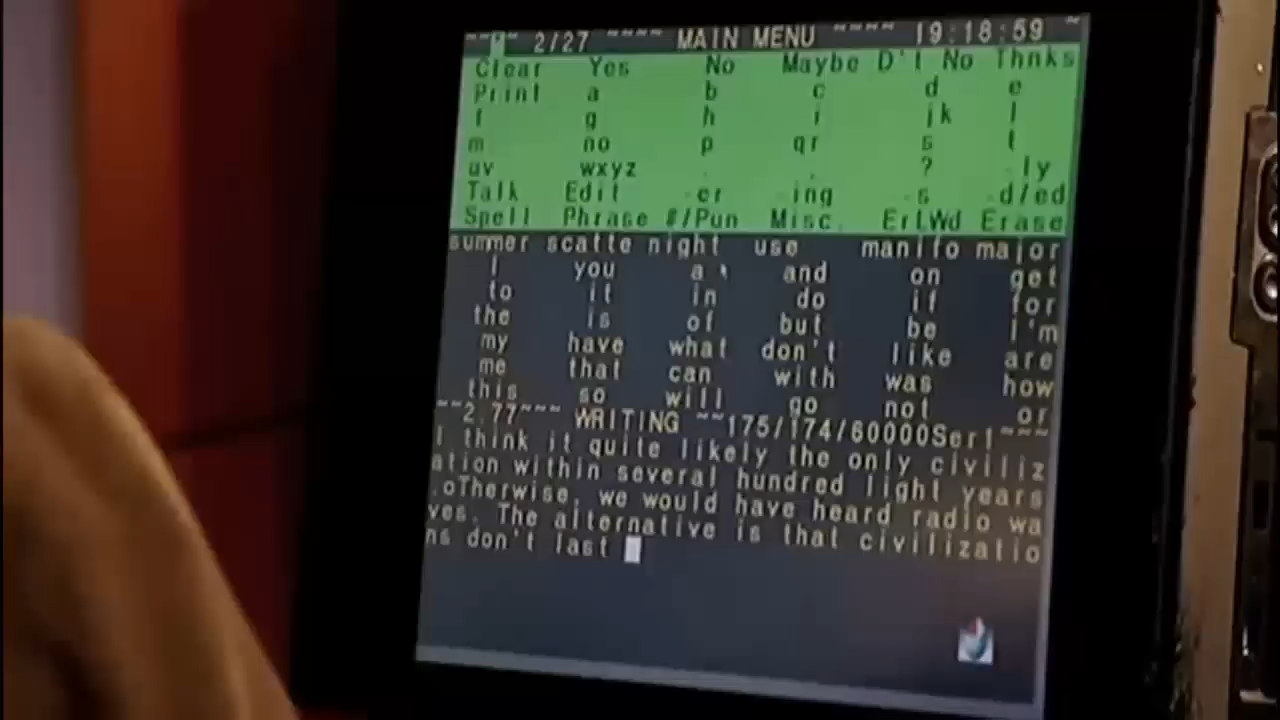 ~~M~ 2/27 ~~~~ MAIN MENU ~~~~ 19:18:59 ~
Clear Yes No Maybe D't No Thnks
Print a b c d e
f g h i jk l
m no p qr s t
uv wxyz . , ? -ly
Talk Edit -er -ing -s -d/ed
Spell Phrase #/Pun Misc. ErLWd Erase
summer scatte night use manifo major
I you a and on get
to it in do if for
the is of but be I'm
my have what don't like are
me that can with was how
this so will go not or
~~2.77~~~ WRITING ~~175/174/60000Ser!~~~
I think it quite likely the only civiliz
ation within several hundred light years
.oTherwise, we would have heard radio wa
ves. The alternative is that civilizatio
ns don't last